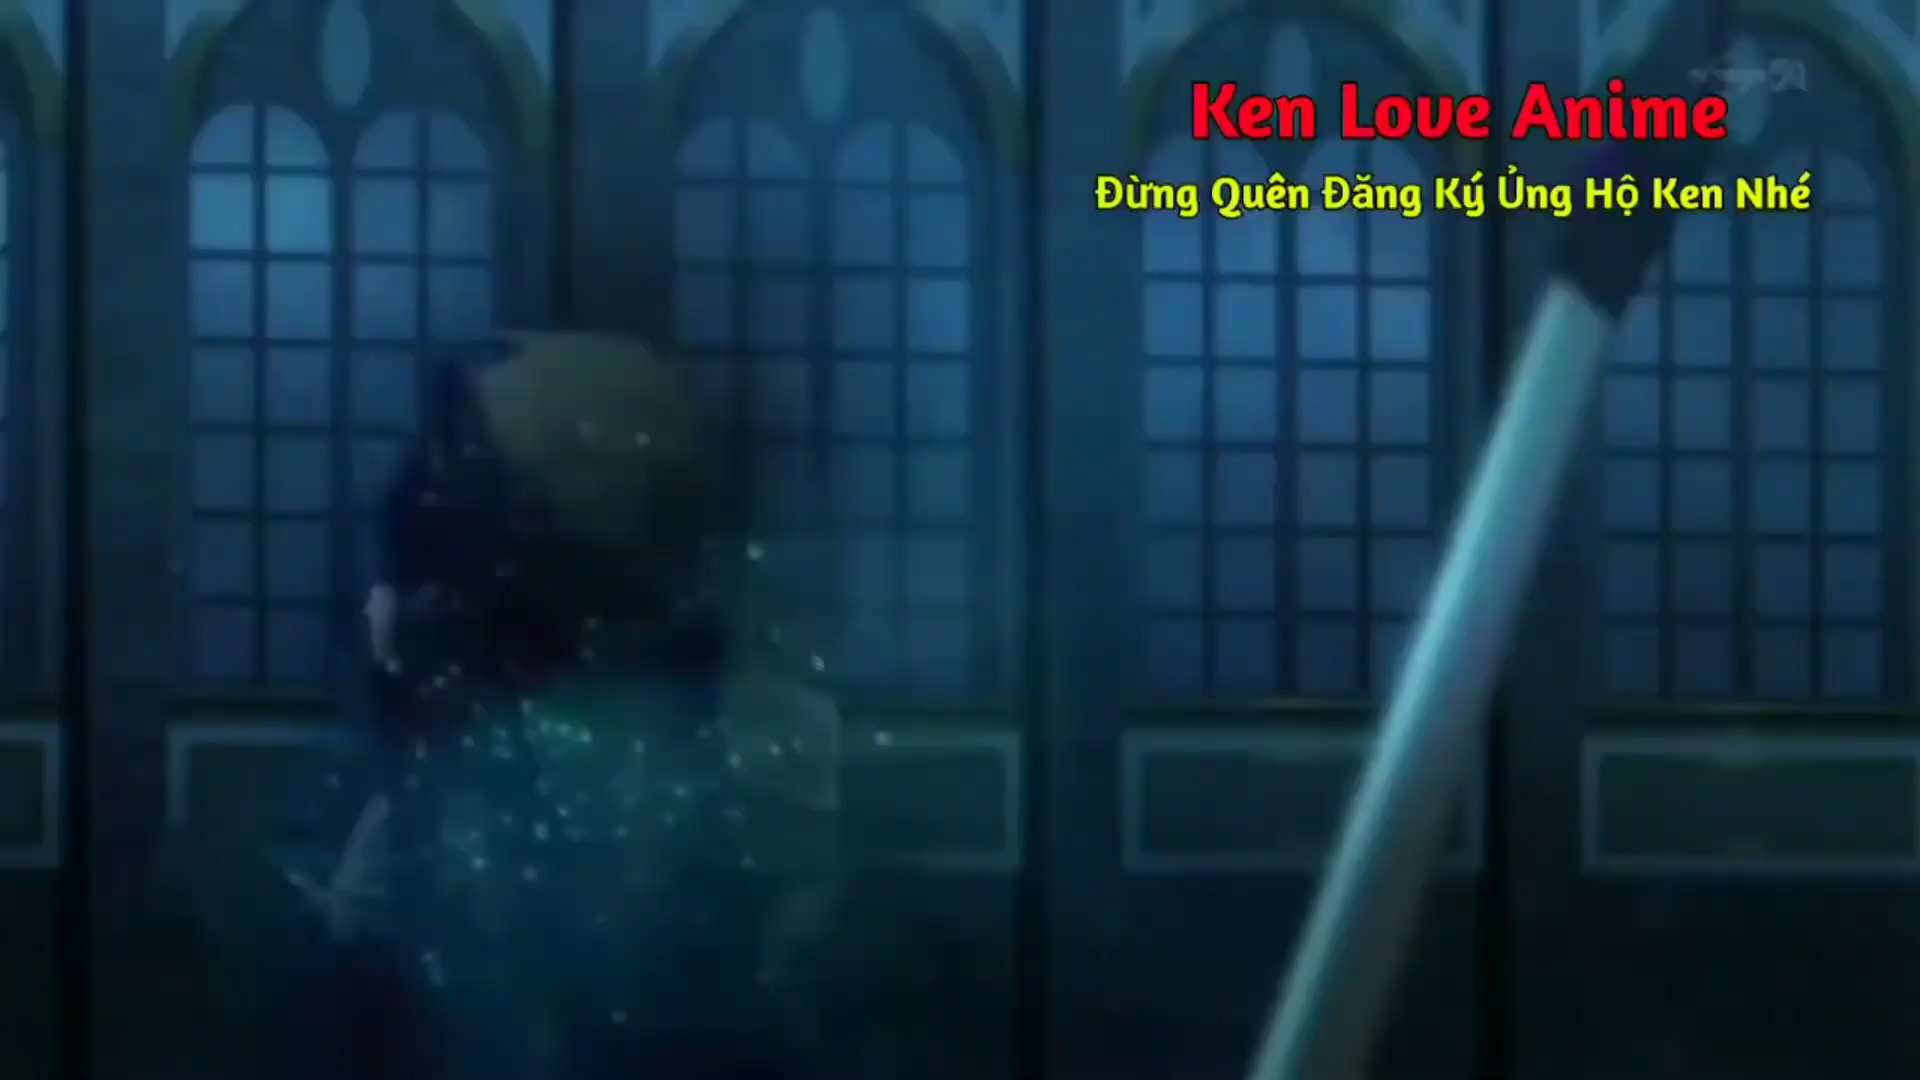 Ken Love Anime
Đừng Quên Đăng Ký Ủng Hộ Ken Nhé